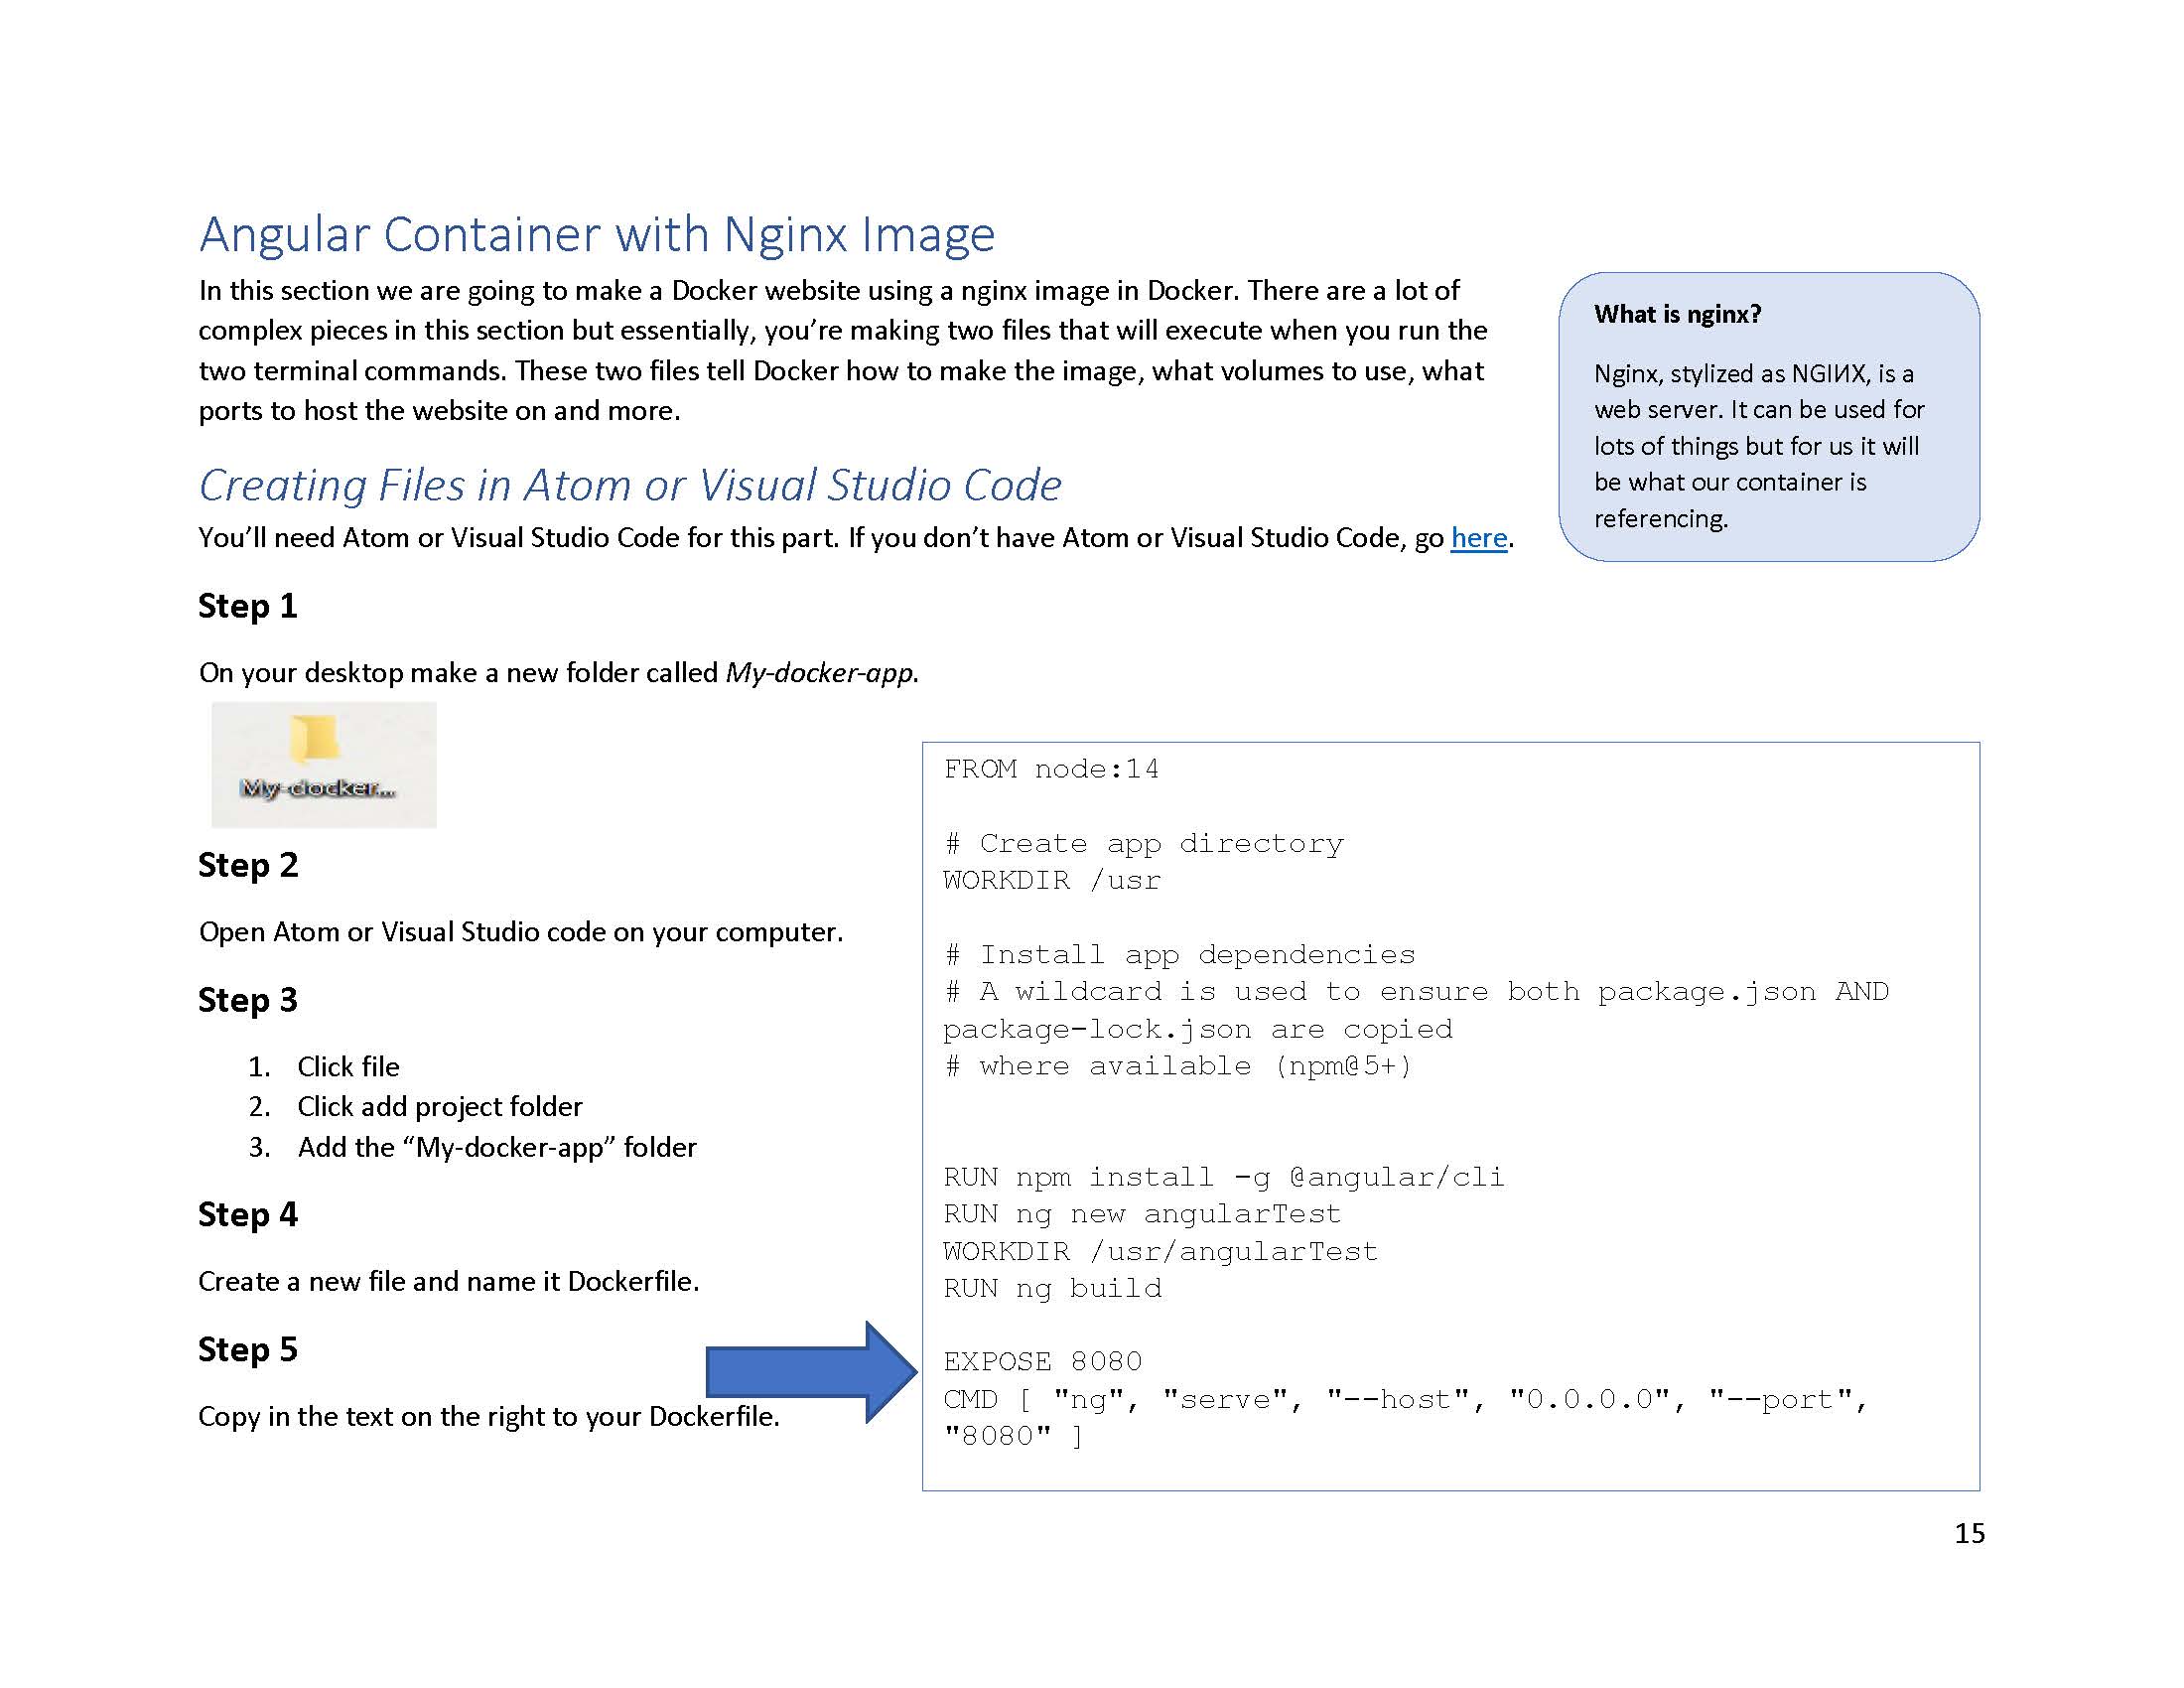 Angular Container with Nginx Image
In this section we are going to make a Docker website using a nginx image in Docker. There are a lot of
complex pieces in this section but essentially, you’re making two files that will execute when you run the
two terminal commands. These two files tell Docker how to make the image, what volumes to use, what
ports to host the website on and more.
What is nginx?
Nginx, stylized as NGIИX, is a
web server. It can be used for
lots of things but for us it will
be what our container is
referencing.
Creating Files in Atom or Visual Studio Code
You’ll need Atom or Visual Studio Code for this part. If you don’t have Atom or Visual Studio Code, go here.
Step 1
On your desktop make a new folder called My-docker-app.
My-docker...
Step 2
Open Atom or Visual Studio code on your computer.
Step 3
1. Click file
2. Click add project folder
3. Add the “My-docker-app” folder
Step 4
Create a new file and name it Dockerfile.
Step 5
Copy in the text on the right to your Dockerfile.
FROM node:14
# Create app directory
WORKDIR /usr
# Install app dependencies
# A wildcard is used to ensure both package.json AND
package-lock.json are copied
# where available (npm@5+)
RUN npm install -g @angular/cli
RUN ng new angularTest
WORKDIR /usr/angularTest
RUN ng build
EXPOSE 8080
CMD [ "ng", "serve", "--host", "0.0.0.0", "--port",
"8080" ]
15